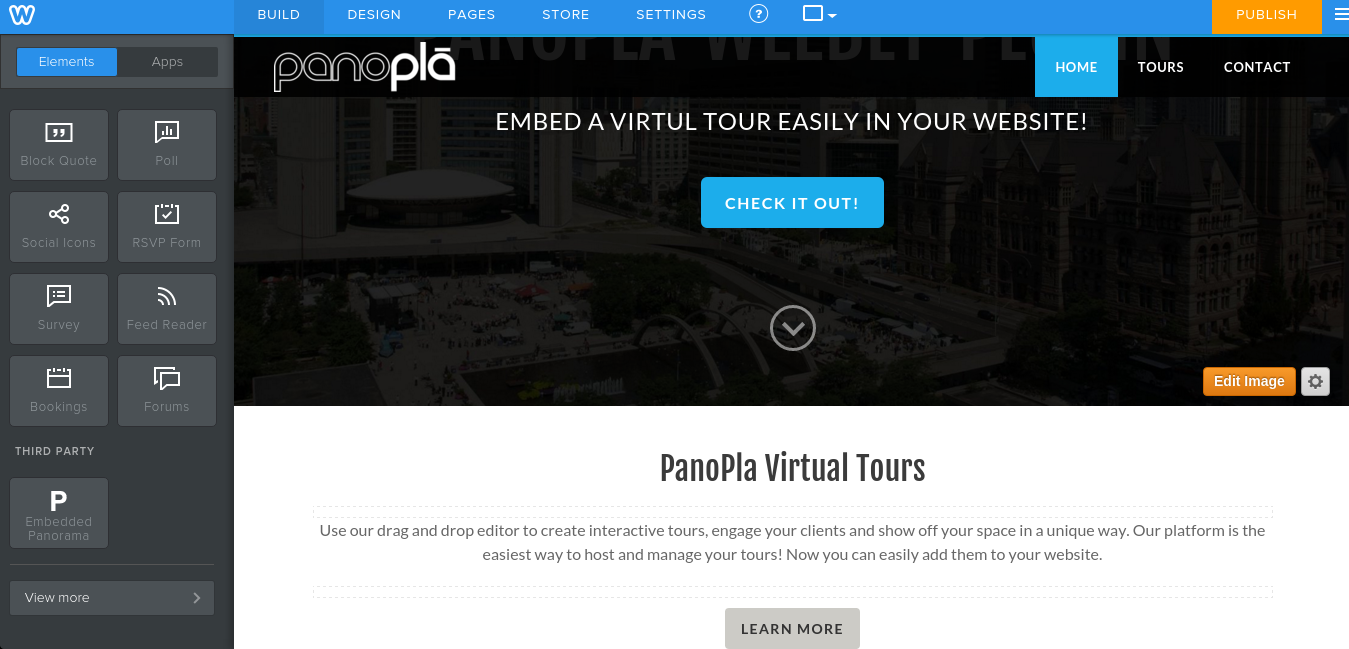 BUILD DESIGN PAGES STORE SETTINGS ? PUBLISH
Elements Apps
PANOPLA WEEBLY PLUGIN
panoplā
HOME TOURS CONTACT
EMBED A VIRTUL TOUR EASILY IN YOUR WEBSITE!
Block Quote Poll
CHECK IT OUT!
Social Icons RSVP Form
Survey Feed Reader
Edit Image
Bookings Forums
THIRD PARTY
PanoPla Virtual Tours
P
Embedded
Panorama
Use our drag and drop editor to create interactive tours, engage your clients and show off your space in a unique way. Our platform is the
easiest way to host and manage your tours! Now you can easily add them to your website.
View more
LEARN MORE